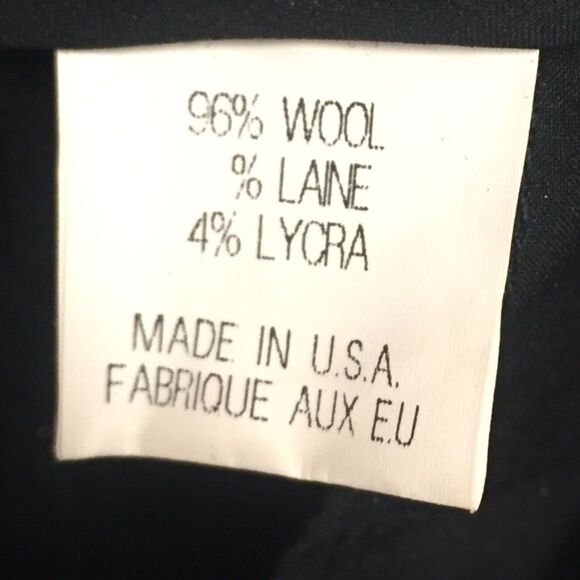 96% WOOL
% LAINE
4% LYCRA
MADE IN U.S.A.
FABRIQUE AUX E.U